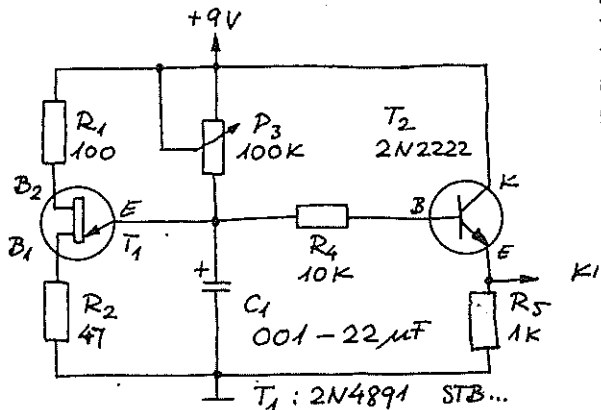 +9V
R1
100
P3
100K
T2
2N2222
B2
E
B
K
B1
T1
R4
10K
E
K1
R2
47
+
C1
001-22µF
R5
1K
T1: 2N4891 STB...